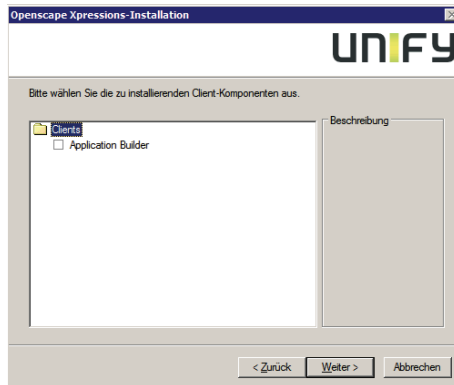 Openscape Xpressions-Installation
UNIFY
Bitte wählen Sie die zu installierenden Client-Komponenten aus.
Clients
Application Builder
Beschreibung
< Zurück
Weiter >
Abbrechen